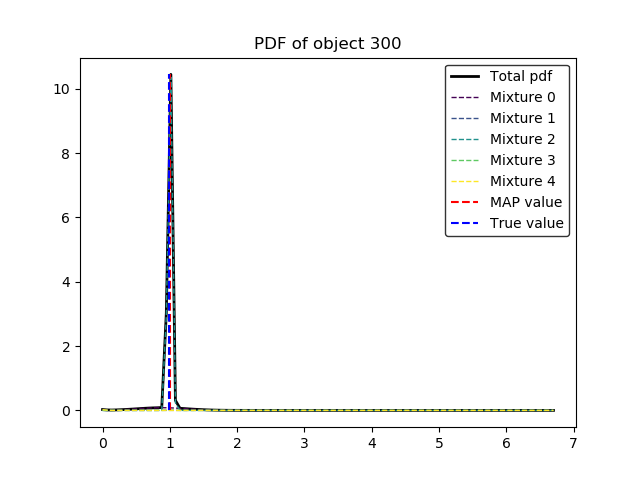 PDF of object 300
Total pdf
Mixture 0
Mixture 1
Mixture 2
Mixture 3
Mixture 4
MAP value
True value
10
8
6
4
2
0
0 1 2 3 4 5 6 7